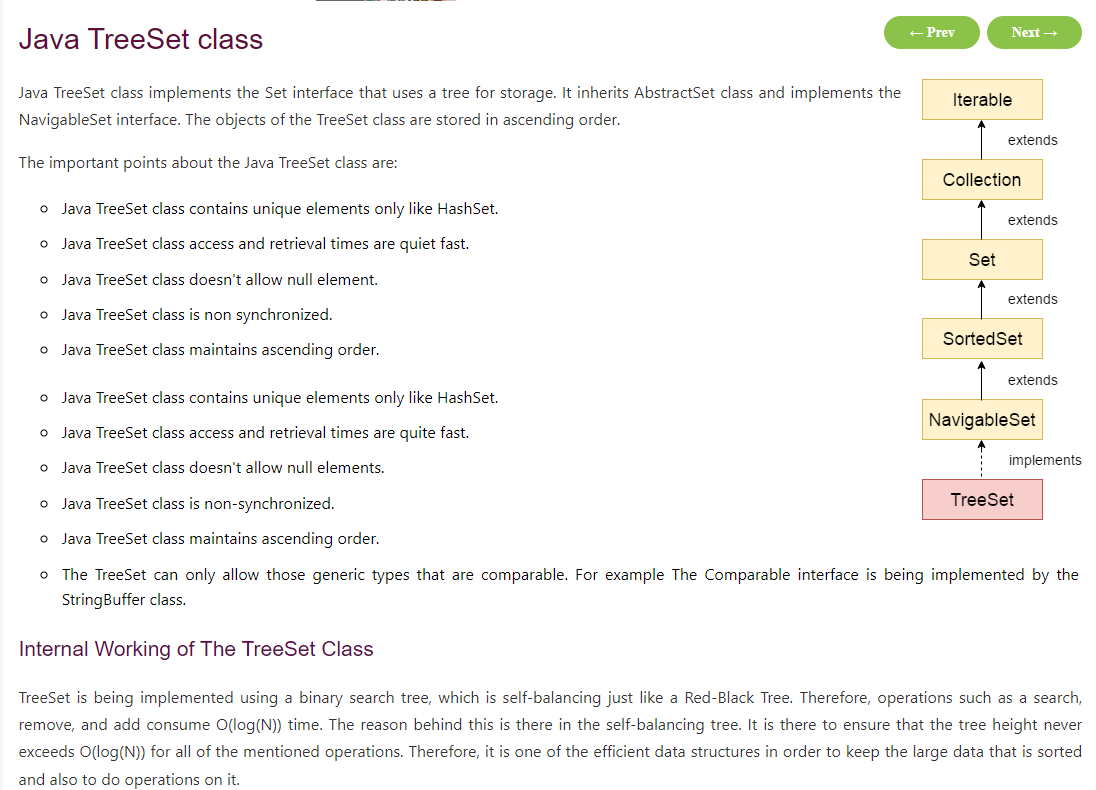 Java TreeSet class
← Prev
Next →
Java TreeSet class implements the Set interface that uses a tree for storage. It inherits AbstractSet class and implements the
NavigableSet interface. The objects of the TreeSet class are stored in ascending order.
The important points about the Java TreeSet class are:
Java TreeSet class contains unique elements only like HashSet.
Java TreeSet class access and retrieval times are quiet fast.
Java TreeSet class doesn't allow null element.
Java TreeSet class is non synchronized.
Java TreeSet class maintains ascending order.
Java TreeSet class contains unique elements only like HashSet.
Java TreeSet class access and retrieval times are quite fast.
Java TreeSet class doesn't allow null elements.
Java TreeSet class is non-synchronized.
Java TreeSet class maintains ascending order.
The TreeSet can only allow those generic types that are comparable. For example The Comparable interface is being implemented by the
StringBuffer class.
Iterable
extends
Collection
extends
Set
extends
SortedSet
extends
NavigableSet
implements
TreeSet
Internal Working of The TreeSet Class
TreeSet is being implemented using a binary search tree, which is self-balancing just like a Red-Black Tree. Therefore, operations such as a search,
remove, and add consume O(log(N)) time. The reason behind this is there in the self-balancing tree. It is there to ensure that the tree height never
exceeds O(log(N)) for all of the mentioned operations. Therefore, it is one of the efficient data structures in order to keep the large data that is sorted
and also to do operations on it.